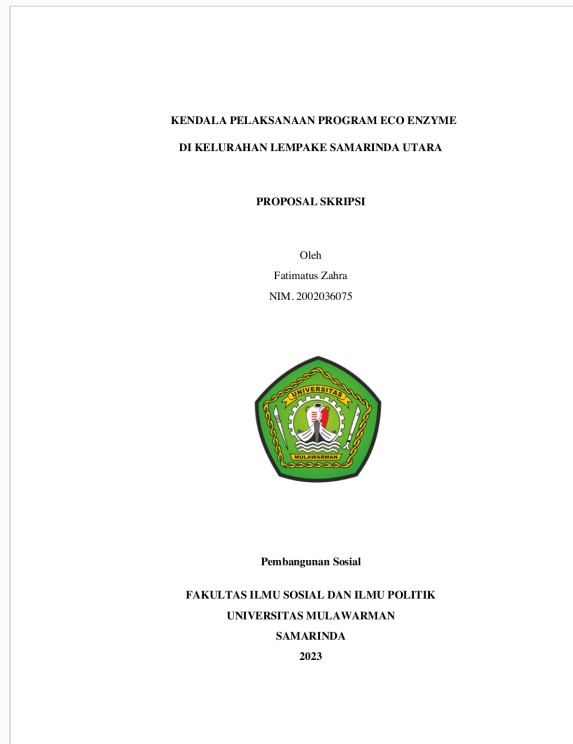 KENDALA PELAKSANAAN PROGRAM ECO ENZYME
DI KELURAHAN LEMPAKE SAMARINDA UTARA
PROPOSAL SKRIPSI
Oleh
Fatimatus Zahra
NIM. 2002036075
UNIVERSITAS
MULAWARMAN
Pembangunan Sosial
FAKULTAS ILMU SOSIAL DAN ILMU POLITIK
UNIVERSITAS MULAWARMAN
SAMARINDA
2023